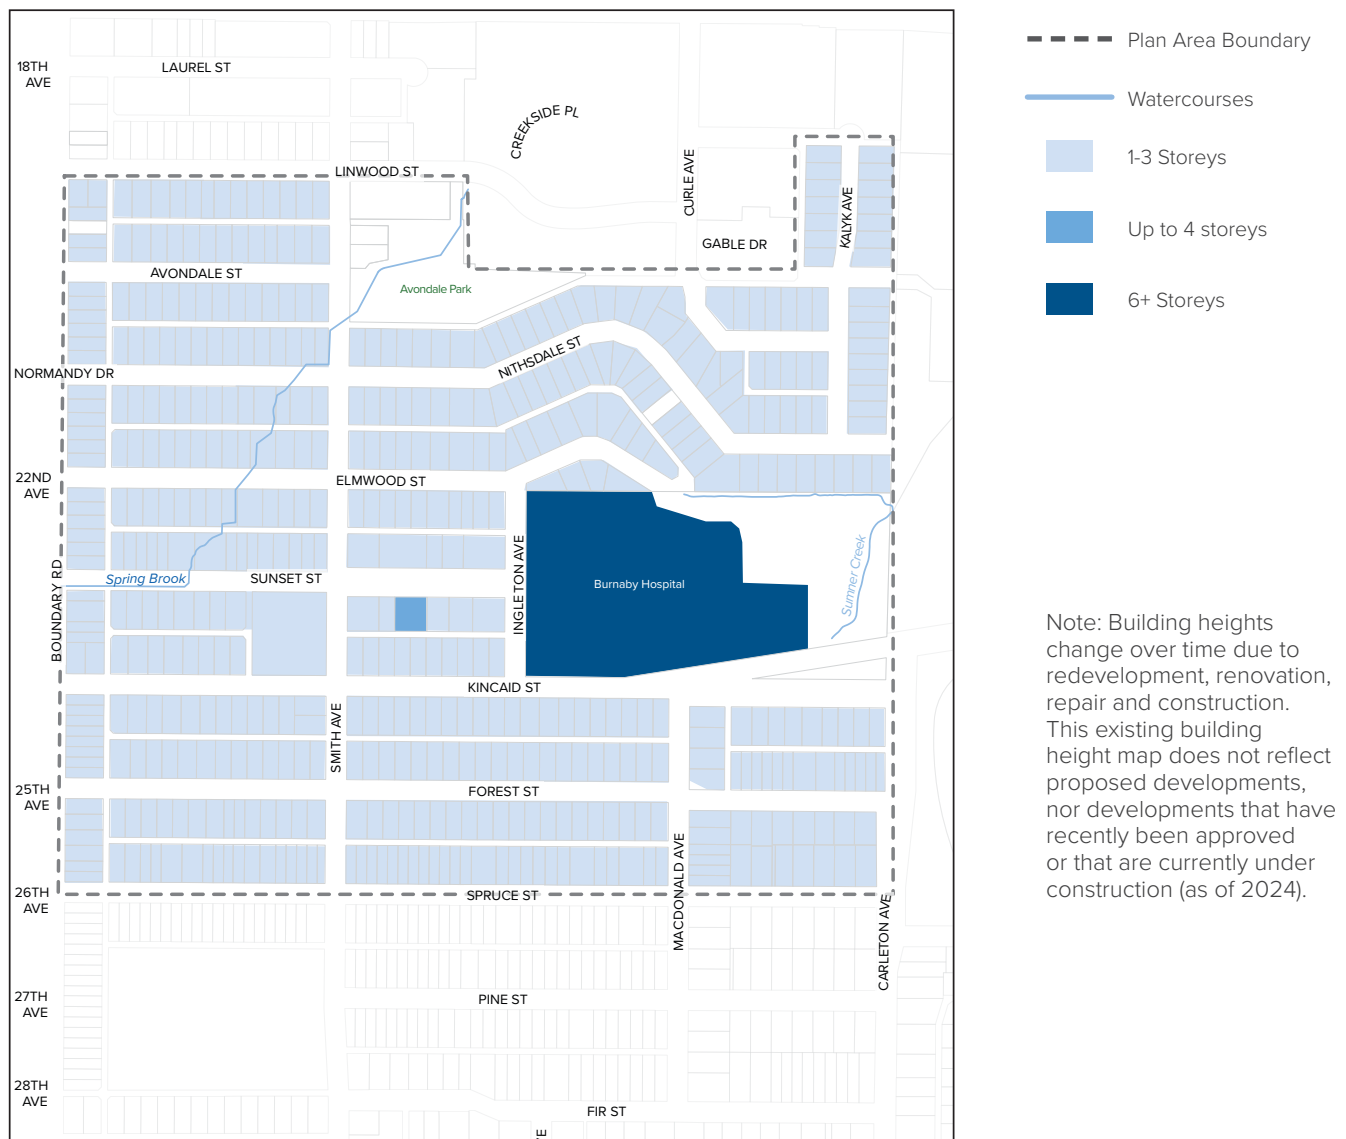 18TH
AVE
LAUREL ST
CREEKSIDE PL
LINWOOD ST
CURLE AVE
KALYK AVE
GABLE DR
AVONDALE ST
Avondale Park
NORMANDY DR
NITHSDALE ST
22ND
AVE
ELMWOOD ST
BOUNDARY RD
Spring Brook
SUNSET ST
INGLETON AVE
Burnaby Hospital
Sumner Creek
KINCAID ST
SMITH AVE
25TH
AVE
FOREST ST
MACDONALD AVE
26TH
AVE
SPRUCE ST
CARLETON AVE
27TH
AVE
PINE ST
28TH
AVE
FIR ST
VE
Plan Area Boundary
Watercourses
1-3 Storeys
Up to 4 storeys
6+ Storeys
Note: Building heights
change over time due to
redevelopment, renovation,
repair and construction.
This existing building
height map does not reflect
proposed developments,
nor developments that have
recently been approved
or that are currently under
construction (as of 2024).